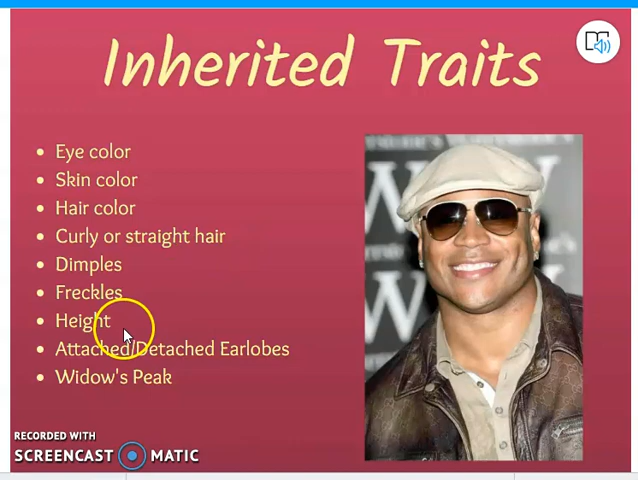 Inherited Traits
Eye color
Skin color
Hair color
Curly or straight hair
Dimples
Freckles
Height
Attached/Detached Earlobes
Widow's Peak
RECORDED WITH
SCREENCAST MATIC